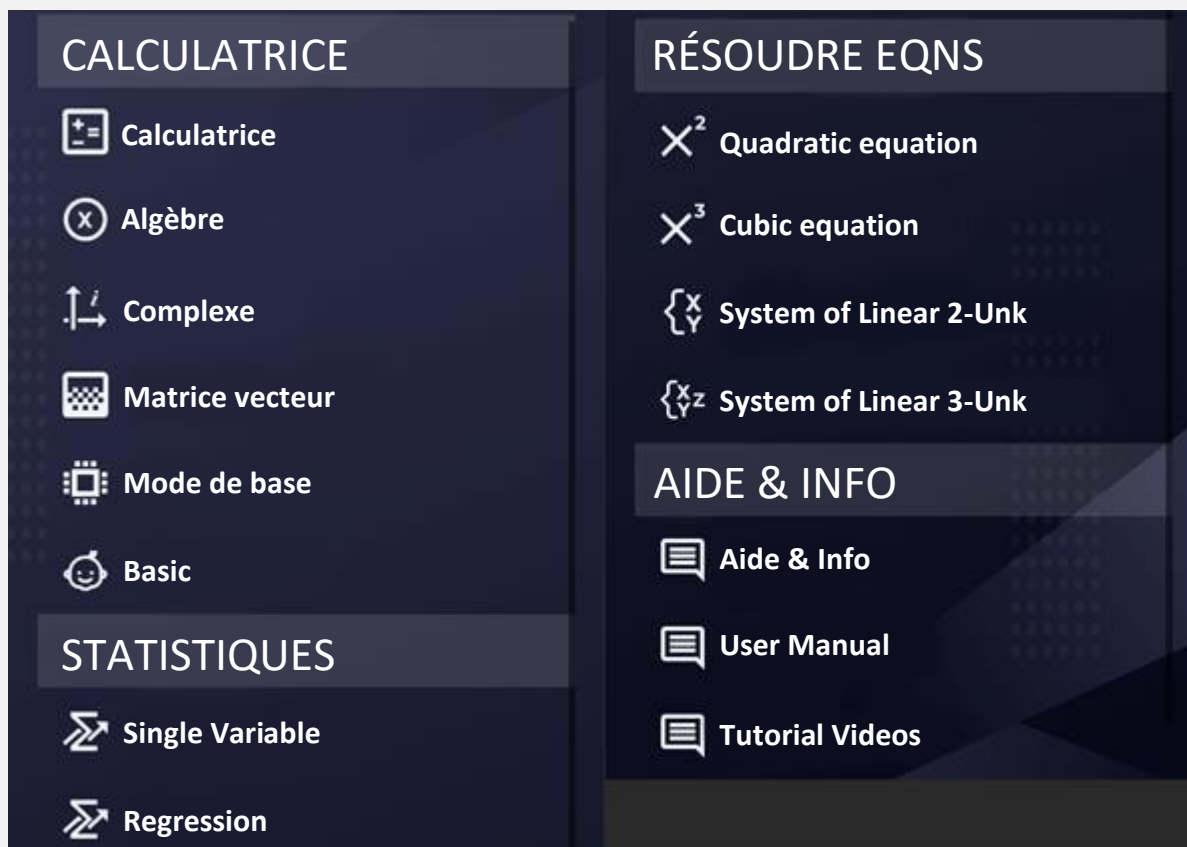 CALCULATRICE
Calculatrice
Algèbre
Complexe
Matrice vecteur
Mode de base
Basic
STATISTIQUES
Single Variable
Regression
RÉSOUDRE EQNS
Quadratic equation
Cubic equation
System of Linear 2-Unk
System of Linear 3-Unk
AIDE & INFO
Aide & Info
User Manual
Tutorial Videos